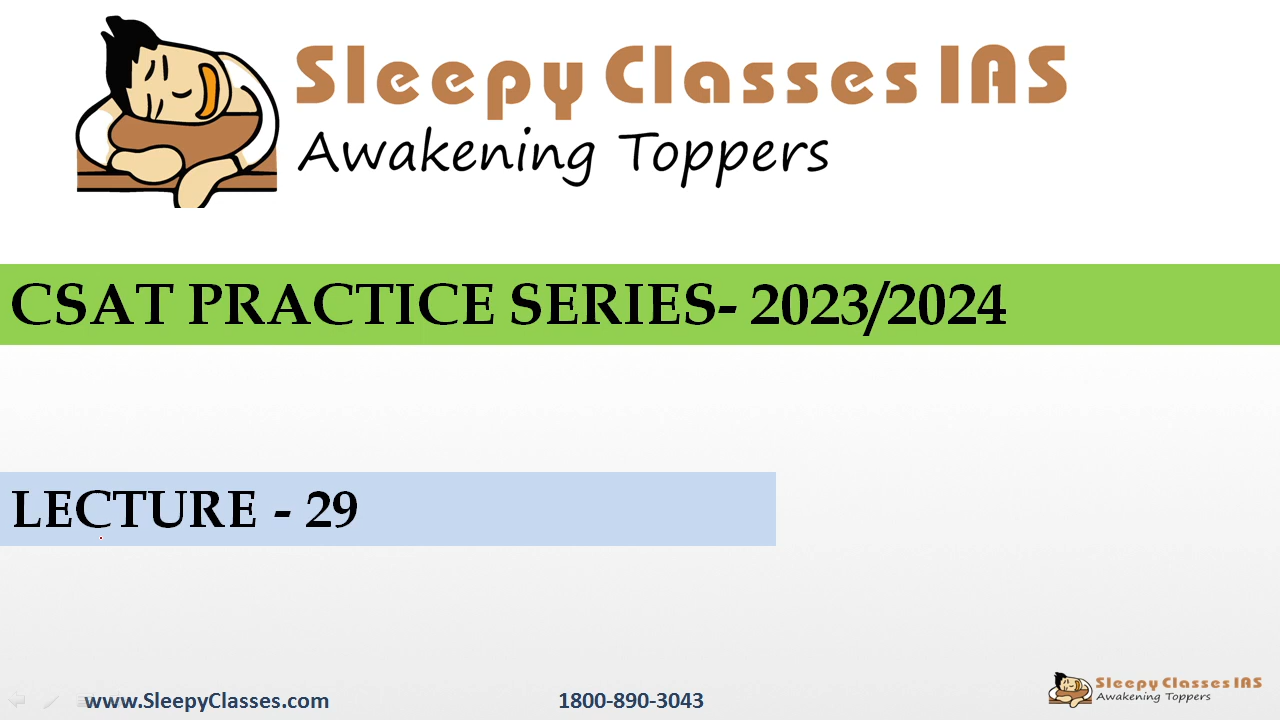 Sleepy Classes IAS
Awakening Toppers
CSAT PRACTICE SERIES- 2023/2024
LECTURE - 29
www.SleepyClasses.com
1800-890-3043
Sleepy Classes IAS
Awakening Toppers